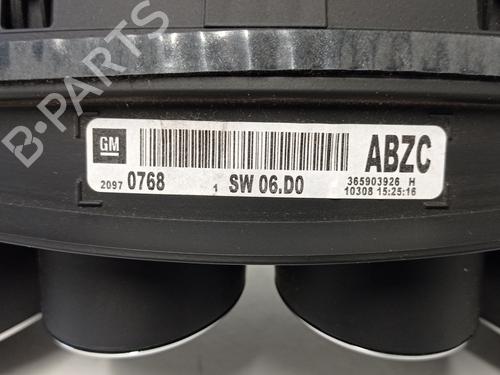 B-PARTS
GM
ABZC
2097 0768 1 SW 06.D0
365903926 H
10308 15:25:16